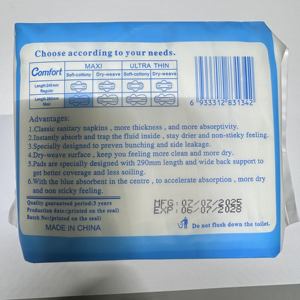 Choose according to your needs.
Comfort
MAXI
ULTRA THIN
Soft-cottony
Dry-weave
Soft-cottony
Dry-weave
Length:240mm
Regular
Length:290mm
Maxi
6 933312 831342
Advantages:
1.Classic sanitary napkins , more thickness , and more absorptivity.
2.Instantly absorb and trap the fluid inside , stay drier and non-sticky feeling.
3.Specially designed to preven bunching and side leakage.
4.Dry-weave surface , keep you feeling more clean and more dry.
5.Pads are specially designed with 290mm length and wide back support to
get better coverage and less soiling.
6.With the blue absorbent in the centre , to accelerate absorption , more dry
and non sticky feeling.
Quality guaranteed period:3 years
Production date:(printed on the seal)
Batch No:(printed on the seal)
MFG: 07/07/2025
EXP: 06/07/2028
MADE IN CHINA
Do not flush down the toilet.